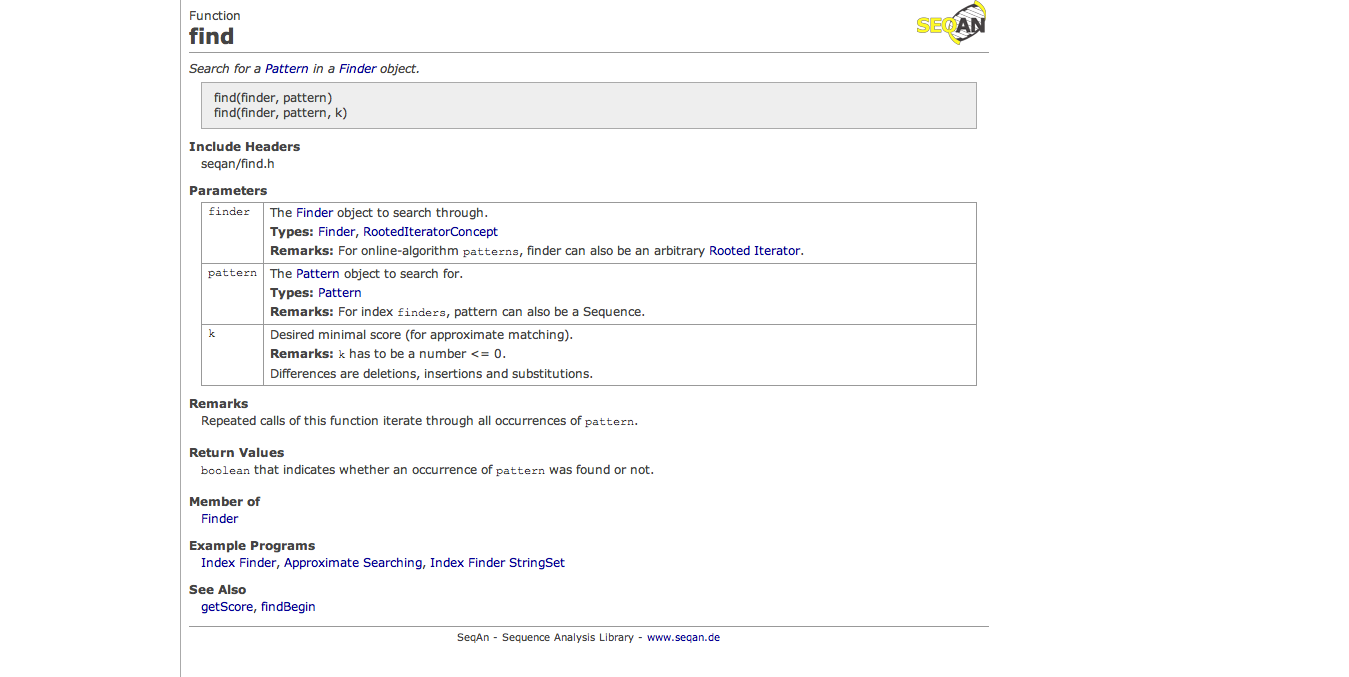 Function
find
SEQAN
Search for a Pattern in a Finder object.
find(finder, pattern)
find(finder, pattern, k)
Include Headers
seqan/find.h
Parameters
finder
The Finder object to search through.
Types: Finder, RootedIteratorConcept
Remarks: For online-algorithm patterns, finder can also be an arbitrary Rooted Iterator.
pattern
The Pattern object to search for.
Types: Pattern
Remarks: For index finders, pattern can also be a Sequence.
k
Desired minimal score (for approximate matching).
Remarks: k has to be a number <= 0.
Differences are deletions, insertions and substitutions.
Remarks
Repeated calls of this function iterate through all occurrences of pattern.
Return Values
boolean that indicates whether an occurrence of pattern was found or not.
Member of
Finder
Example Programs
Index Finder, Approximate Searching, Index Finder StringSet
See Also
getScore, findBegin
SeqAn - Sequence Analysis Library - www.seqan.de